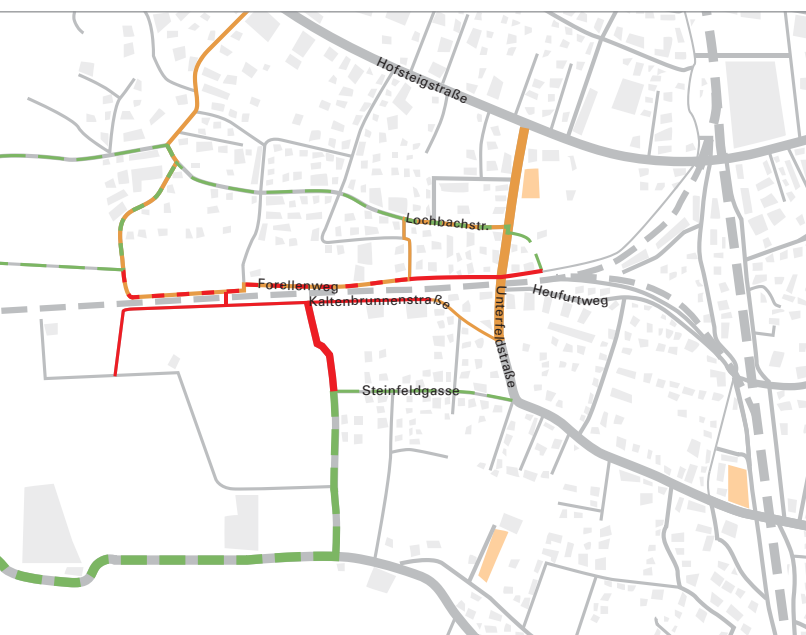 Hofsteigstraße
Lochbachstr.
Forellenweg
Heufurtweg
Kaltenbrunnenstraße
Unterfeldstraße
Steinfeldgasse